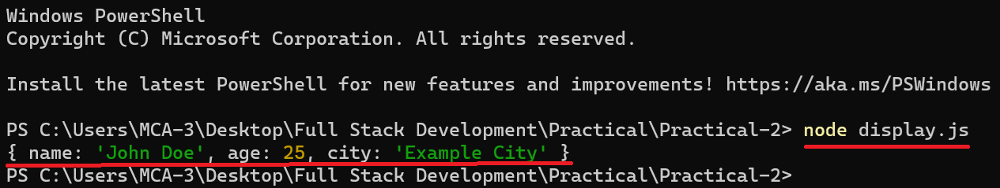 Windows PowerShell
Copyright (C) Microsoft Corporation. All rights reserved.
Install the latest PowerShell for new features and improvements! https://aka.ms/PSWindows
PS C:\Users\MCA-3\Desktop\Full Stack Development\Practical\Practical-2> node display.js
{ name: 'John Doe', age: 25, city: 'Example City' }
PS C:\Users\MCA-3\Desktop\Full Stack Development\Practical\Practical-2>